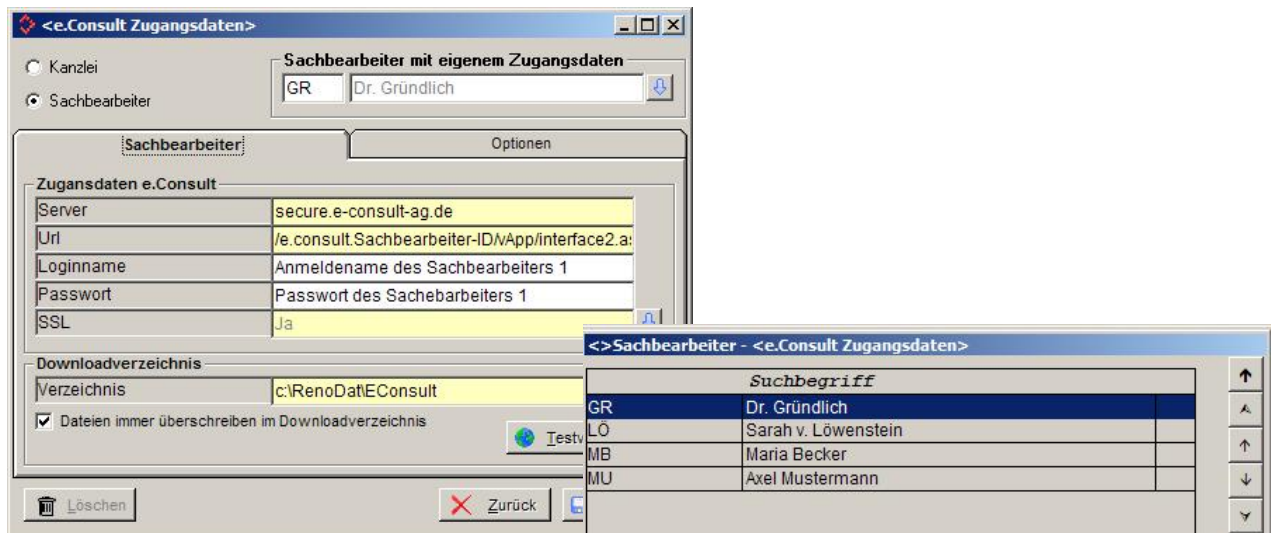 <e.Consult Zugangsdaten>
Kanzlei
Sachbearbeiter
Sachbearbeiter mit eigenem Zugangsdaten
GR Dr. Gründlich
Sachbearbeiter Optionen
Zugansdaten e.Consult
Server secure.e-consult-ag.de
Url /e.consult.Sachbearbeiter-ID/vApp/interface2.a
Loginname Anmeldename des Sachbearbeiters 1
Passwort Passwort des Sachebarbeiters 1
SSL Ja
Downloadverzeichnis
Verzeichnis c:\RenoDat\EConsult
Dateien immer überschreiben im Downloadverzeichnis
Löschen Zurück
<>Sachbearbeiter - <e.Consult Zugangsdaten>
Suchbegriff
GR Dr. Gründlich
LÖ Sarah v. Löwenstein
MB Maria Becker
MU Axel Mustermann